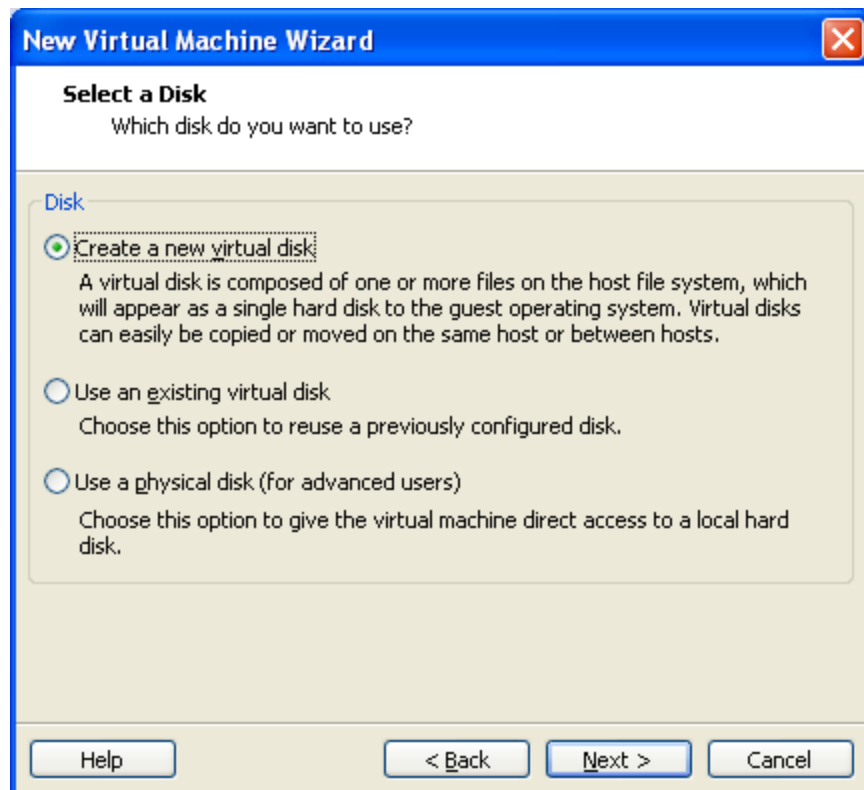 New Virtual Machine Wizard
Select a Disk
Which disk do you want to use?
Disk
Create a new virtual disk
A virtual disk is composed of one or more files on the host file system, which
will appear as a single hard disk to the guest operating system. Virtual disks
can easily be copied or moved on the same host or between hosts.
Use an existing virtual disk
Choose this option to reuse a previously configured disk.
Use a physical disk (for advanced users)
Choose this option to give the virtual machine direct access to a local hard
disk.
Help
< Back
Next >
Cancel